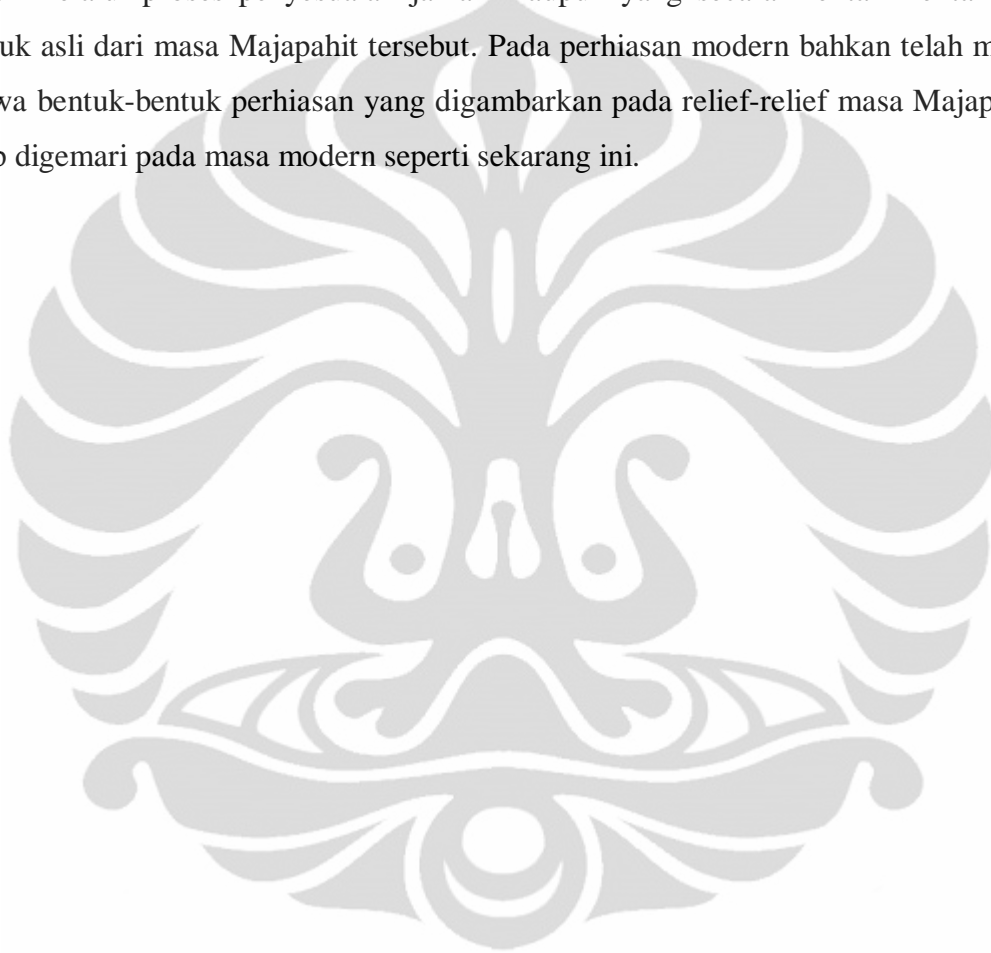 uk asli dari masa Majapahit tersebut. Pada perhiasan modern bahkan telah m
wa bentuk-bentuk perhiasan yang digambarkan pada relief-relief masa Majap
p digemari pada masa modern seperti sekarang ini.